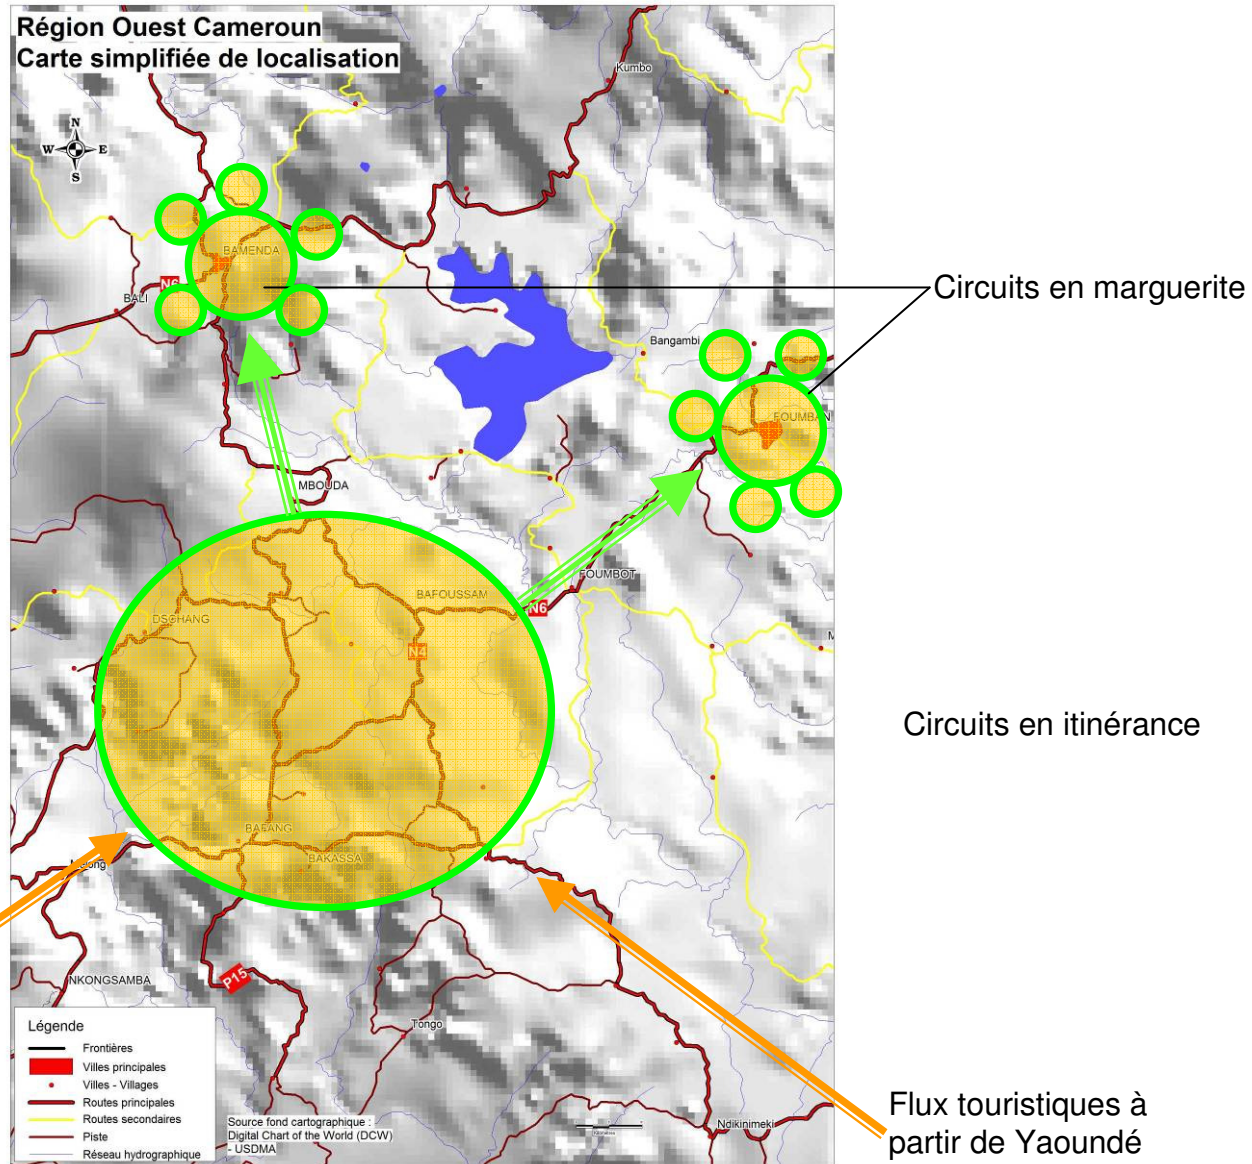 Région Ouest Cameroun
Carte simplifiée de localisation
N
W E
S
Kumbo
BAMENDA
N6
BALI
Circuits en marguerite
Bangambi
FOUMBAN
MBOUDA
FOUMBOT
BAFOUSSAM
N6
DSCHANG
N4
Circuits en itinérance
BAFANG
BAKASSA
NKONGSAMBA
P15
Tongo
Légende
Frontières
Villes principales
Villes - Villages
Routes principales
Routes secondaires
Piste
Réseau hydrographique
Source fond cartographique :
Digital Chart of the World (DCW)
- USDMA
Ndikinimeki
Flux touristiques à
partir de Yaoundé